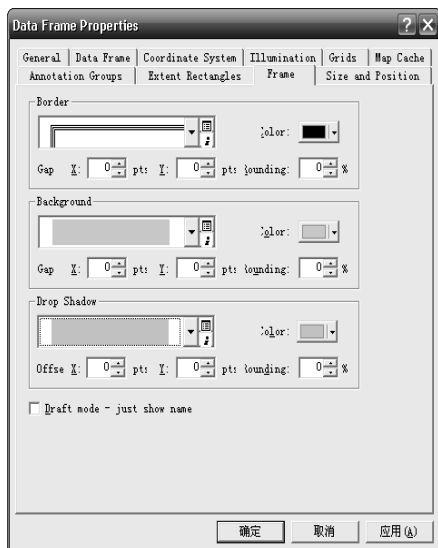 Data Frame Properties
General Data Frame Coordinate System Illumination Grids Map Cache
Annotation Groups Extent Rectangles Frame Size and Position
Border
Color:
Gap X: 0 pts Y: 0 pts Rounding: 0 %
Background
Color:
Gap X: 0 pts Y: 0 pts Rounding: 0 %
Drop Shadow
Color:
Offse X: 0 pts Y: 0 pts Rounding: 0 %
Draft mode - just show name
确定 取消 应用(A)